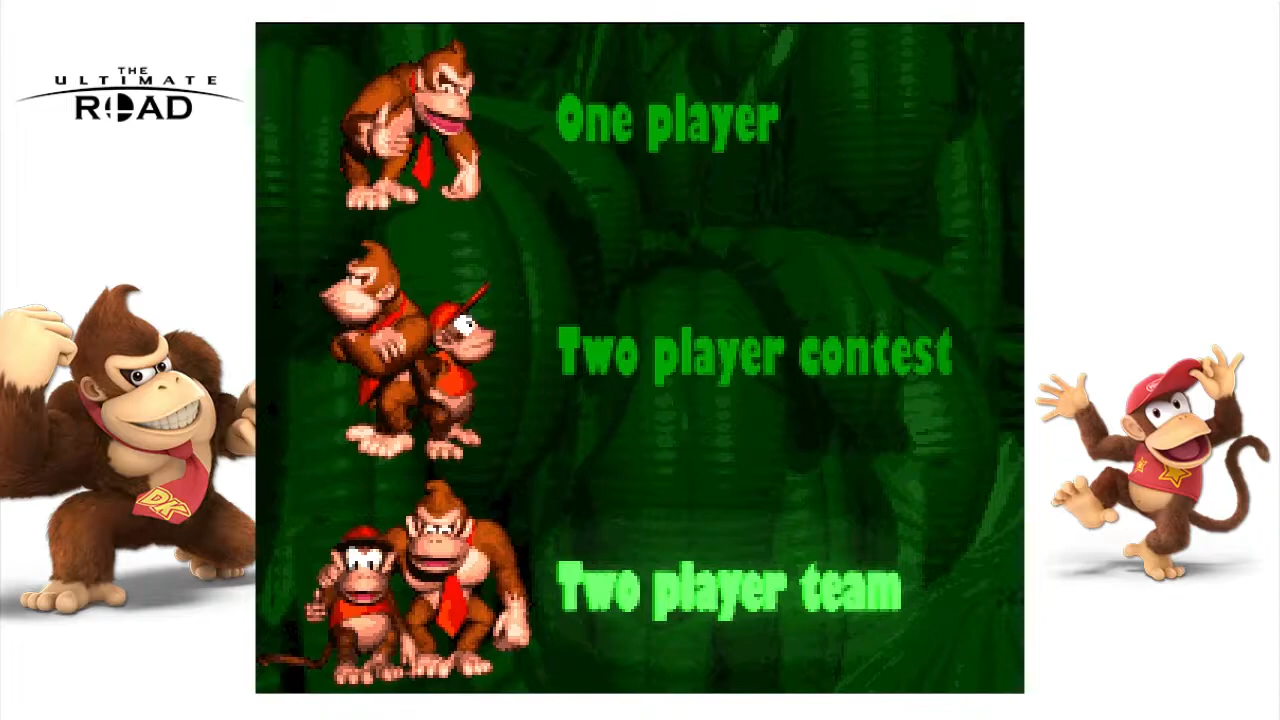 THE
ULTIMATE
ROAD
One player
Two player contest
Two player team
DK